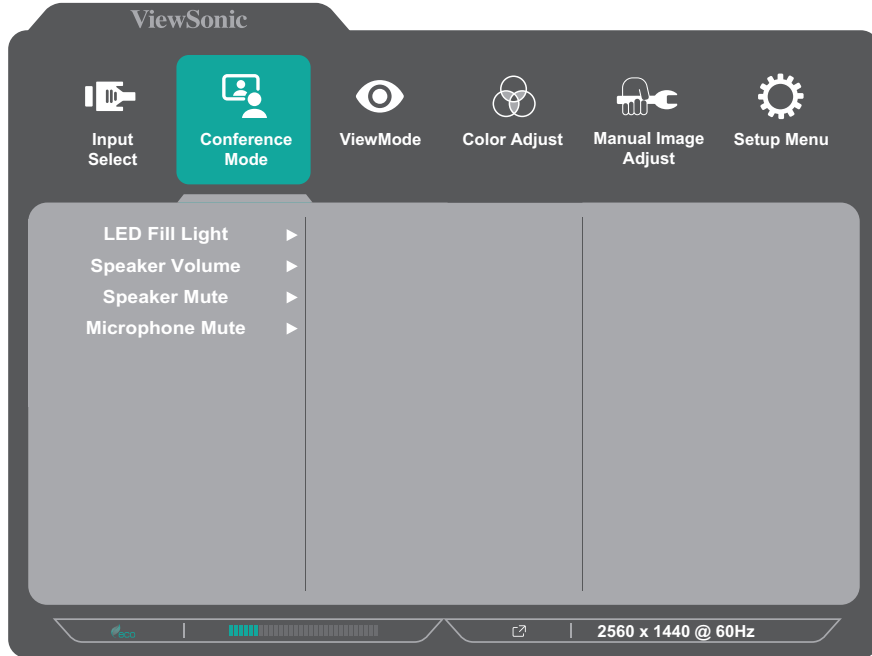 ViewSonic
Input
Select
Conference
Mode
ViewMode
Color Adjust
Manual Image
Adjust
Setup Menu
LED Fill Light
Speaker Volume
Speaker Mute
Microphone Mute
eco
2560 x 1440 @ 60Hz